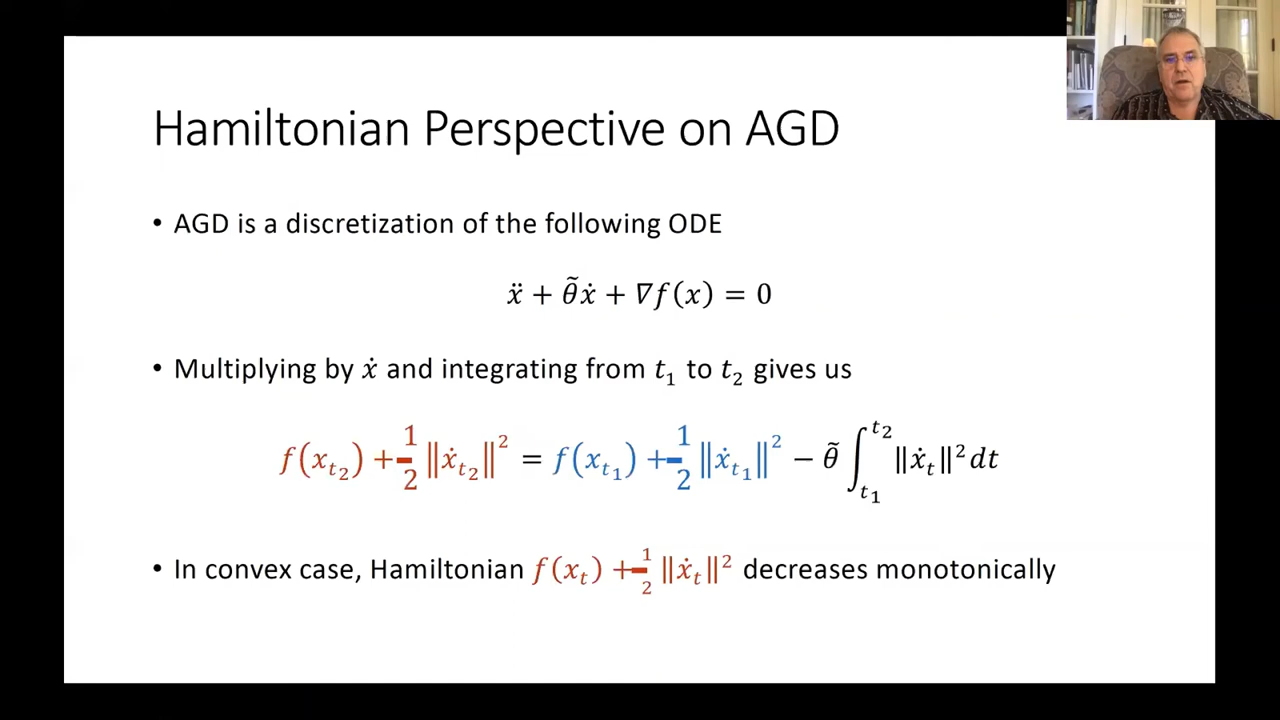 Hamiltonian Perspective on AGD
• AGD is a discretization of the following ODE
ẍ + θ̃ẋ + ∇f(x) = 0
• Multiplying by ẋ and integrating from t₁ to t₂ gives us
f(x_{t₂}) + 1/2 ‖ẋ_{t₂}‖² = f(x_{t₁}) + 1/2 ‖ẋ_{t₁}‖² − θ̃ ∫_{t₁}^{t₂} ‖ẋ_t‖² dt
• In convex case, Hamiltonian f(x_t) + 1/2 ‖ẋ_t‖² decreases monotonically